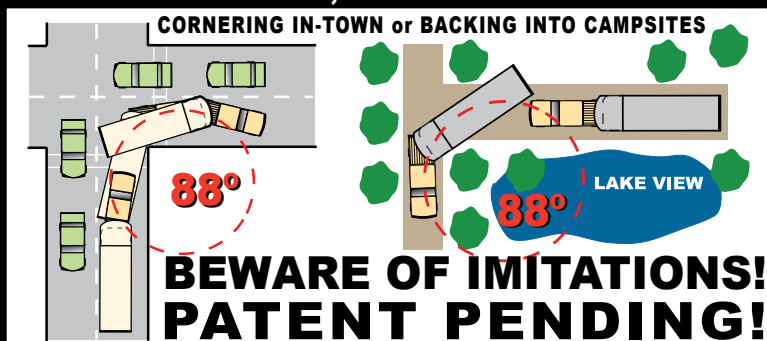 CORNERING IN-TOWN or BACKING INTO CAMPSITES
88º
88º
LAKE VIEW
BEWARE OF IMITATIONS!
PATENT PENDING!